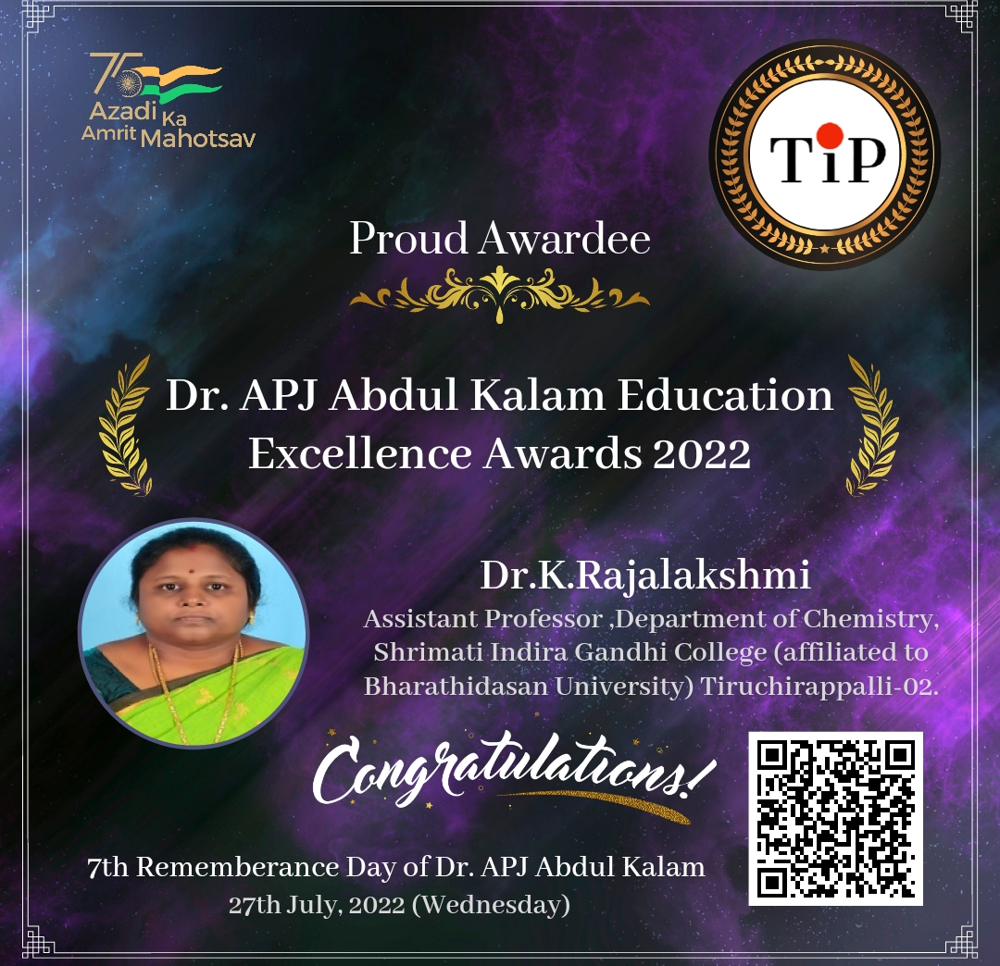 75
Azadi Ka
Amrit Mahotsav
TiP
Proud Awardee
Dr. APJ Abdul Kalam Education
Excellence Awards 2022
Dr.K.Rajalakshmi
Assistant Professor ,Department of Chemistry,
Shrimati Indira Gandhi College (affiliated to
Bharathidasan University) Tiruchirappalli-02.
Congratulations!
7th Rememberance Day of Dr. APJ Abdul Kalam
27th July, 2022 (Wednesday)